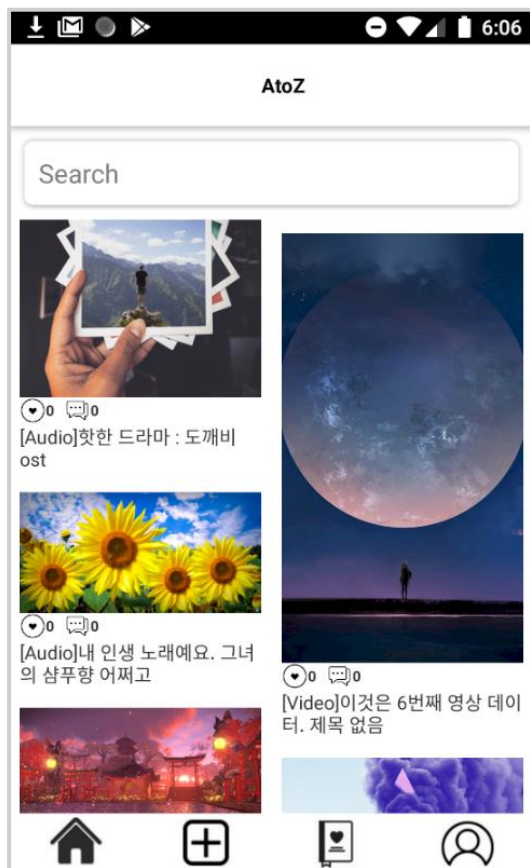 6:06
AtoZ
Search
0 0
[Audio]핫한 드라마 : 도깨비
ost
0 0
[Audio]내 인생 노래예요. 그녀
의 샴푸향 어쩌고
0 0
[Video]이것은 6번째 영상 데이
터. 제목 없음